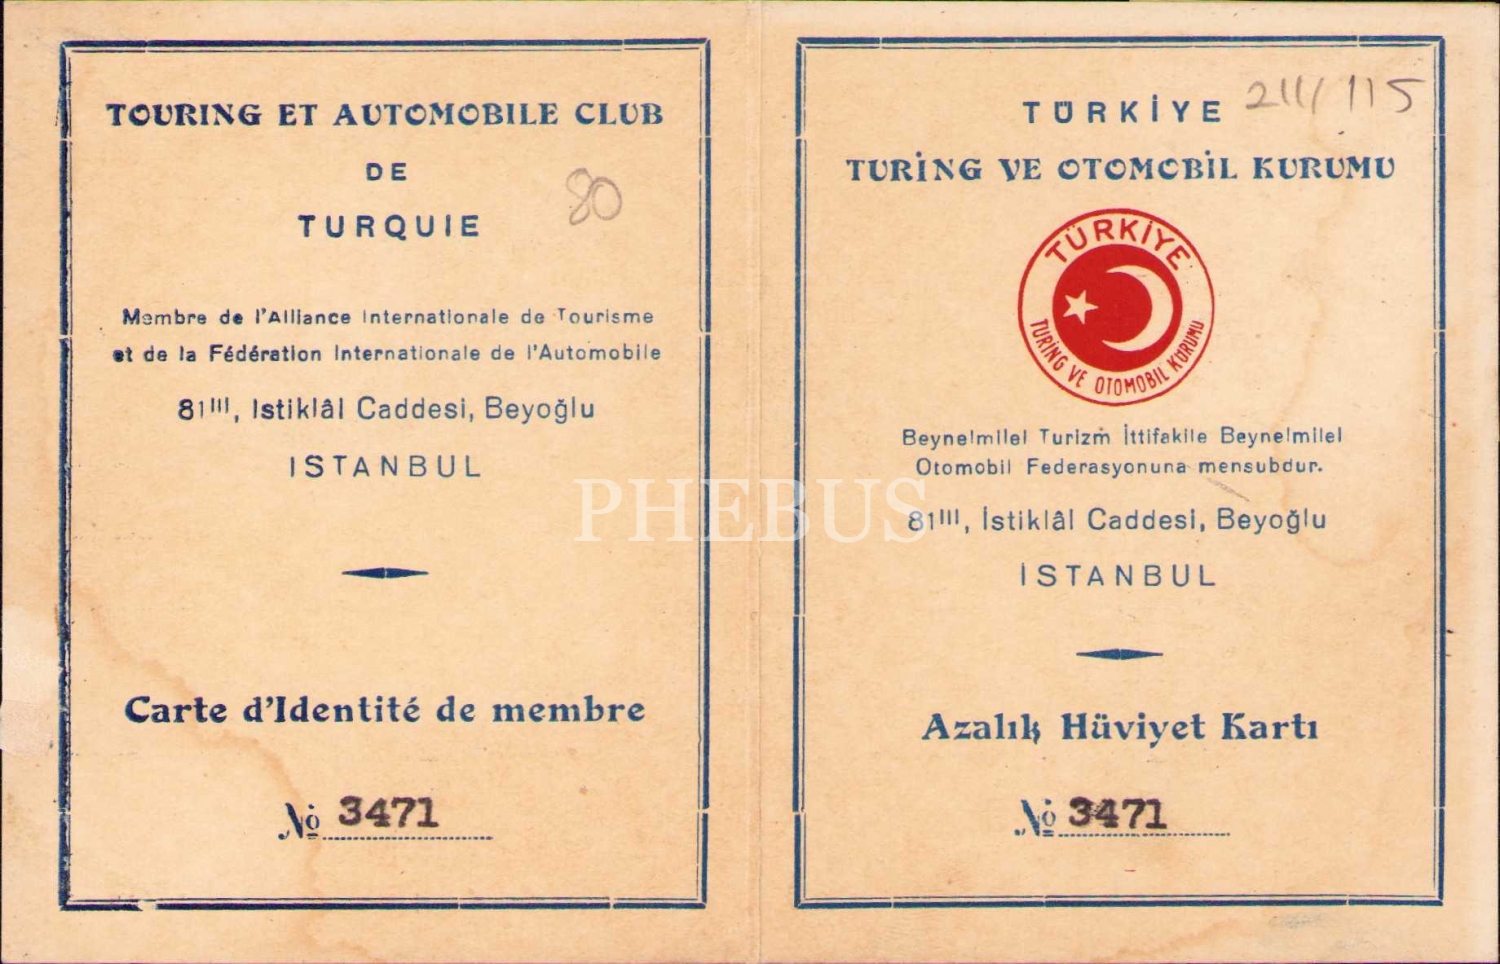 TOURING ET AUTOMOBILE CLUB
DE
TURQUIE
80
Membre de l'Alliance Internationale de Tourisme
et de la Fédération Internationale de l'Automobile
81III, Istiklâl Caddesi, Beyoğlu
ISTANBUL
Carte d'Identité de membre
№ 3471
211/115
TÜRKİYE
TURİNG VE OTOMOBİL KURUMU
TÜRKİYE
TURİNG VE OTOMOBIL KURUMU
Beynelmilel Turizm İttifakile Beynelmilel
Otomobil Federasyonuna mensubdur.
81III, İstiklâl Caddesi, Beyoğlu
İSTANBUL
Azalık Hüviyet Kartı
№ 3471
PHEBUS